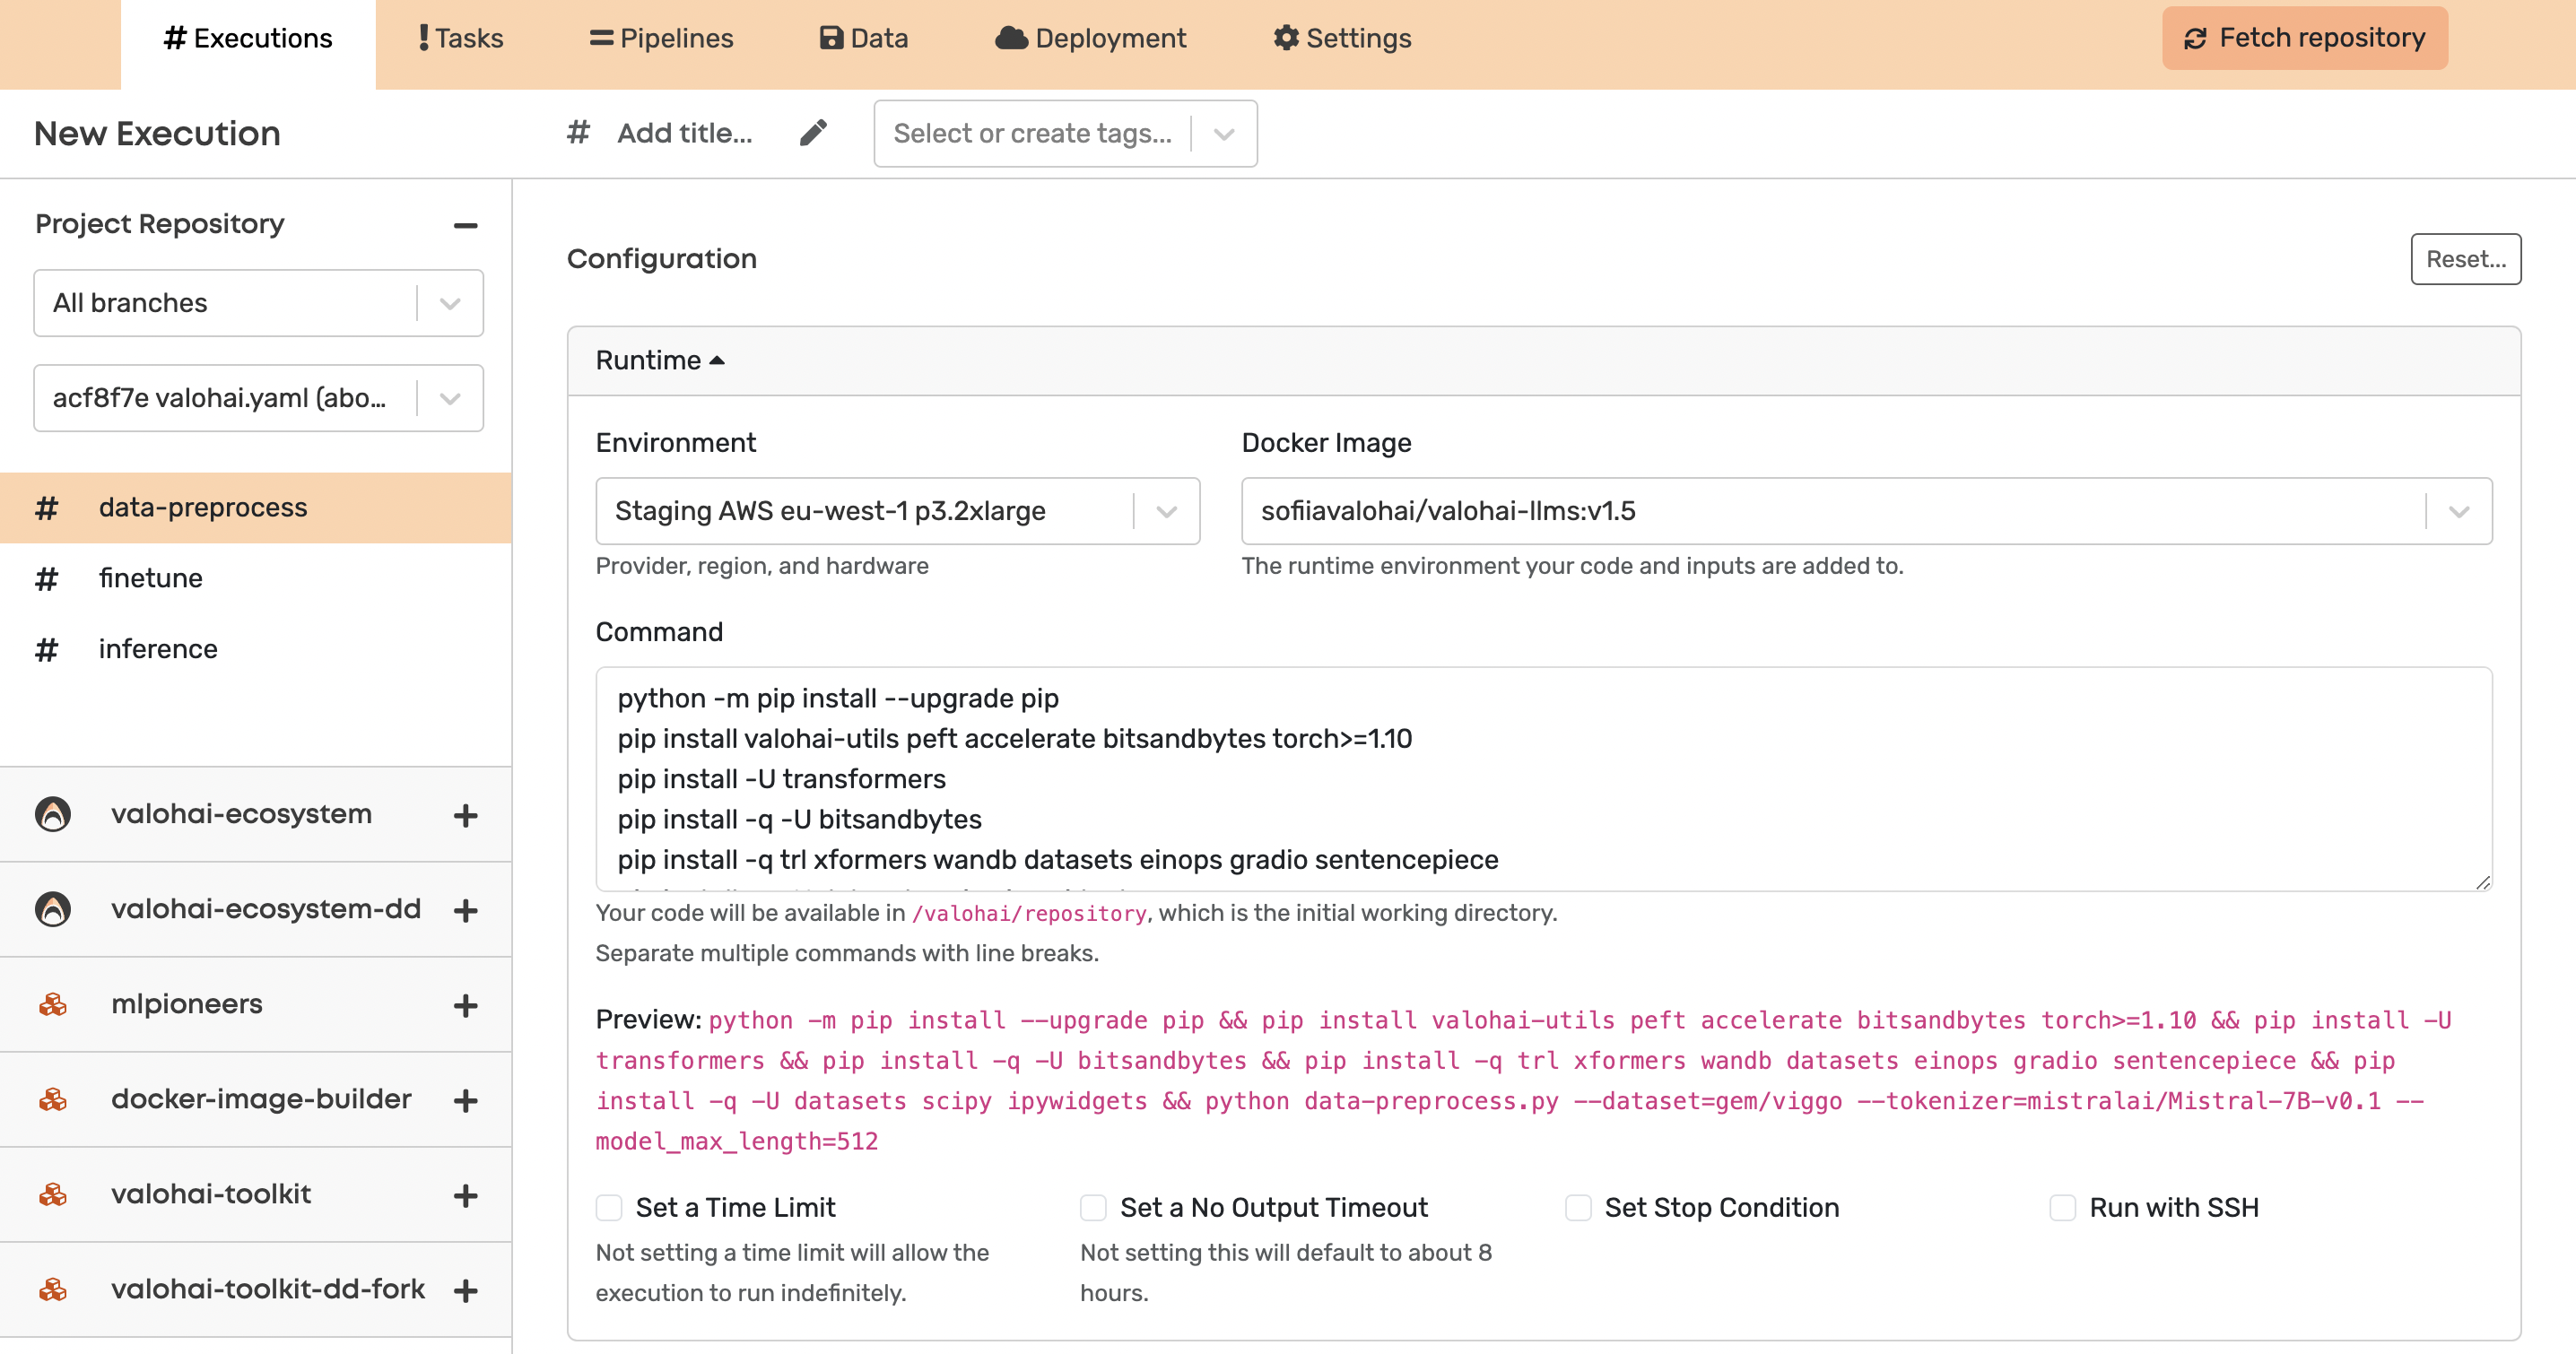 # Executions
! Tasks
Pipelines
Data
Deployment
Settings
Fetch repository
New Execution
# Add title...
Select or create tags...
Project Repository
All branches
acf8f7e valohai.yaml (abo...
# data-preprocess
# finetune
# inference
valohai-ecosystem
valohai-ecosystem-dd
mlpioneers
docker-image-builder
valohai-toolkit
valohai-toolkit-dd-fork
Configuration
Reset...
Runtime
Environment
Staging AWS eu-west-1 p3.2xlarge
Provider, region, and hardware
Docker Image
sofiiavalohai/valohai-llms:v1.5
The runtime environment your code and inputs are added to.
Command
python -m pip install --upgrade pip
pip install valohai-utils peft accelerate bitsandbytes torch>=1.10
pip install -U transformers
pip install -q -U bitsandbytes
pip install -q trl xformers wandb datasets einops gradio sentencepiece
Your code will be available in /valohai/repository, which is the initial working directory.
Separate multiple commands with line breaks.
Preview: python -m pip install --upgrade pip && pip install valohai-utils peft accelerate bitsandbytes torch>=1.10 && pip install -U
transformers && pip install -q -U bitsandbytes && pip install -q trl xformers wandb datasets einops gradio sentencepiece && pip
install -q -U datasets scipy ipywidgets && python data-preprocess.py --dataset=gem/viggo --tokenizer=mistralai/Mistral-7B-v0.1 --
model_max_length=512
Set a Time Limit
Not setting a time limit will allow the
execution to run indefinitely.
Set a No Output Timeout
Not setting this will default to about 8
hours.
Set Stop Condition
Run with SSH